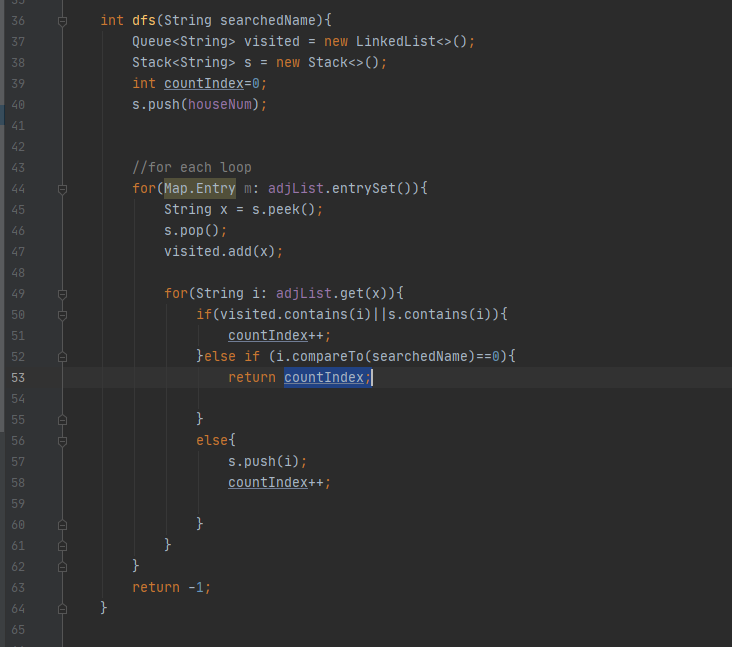 35
36 int dfs(String searchedName){
37 Queue<String> visited = new LinkedList<>();
38 Stack<String> s = new Stack<>();
39 int countIndex=0;
40 s.push(houseNum);
41
42
43 //for each loop
44 for(Map.Entry m: adjList.entrySet()){
45 String x = s.peek();
46 s.pop();
47 visited.add(x);
48
49 for(String i: adjList.get(x)){
50 if(visited.contains(i)||s.contains(i)){
51 countIndex++;
52 }else if (i.compareTo(searchedName)==0){
53 return countIndex;
54
55 }
56 else{
57 s.push(i);
58 countIndex++;
59
60 }
61 }
62 }
63 return -1;
64 }
65